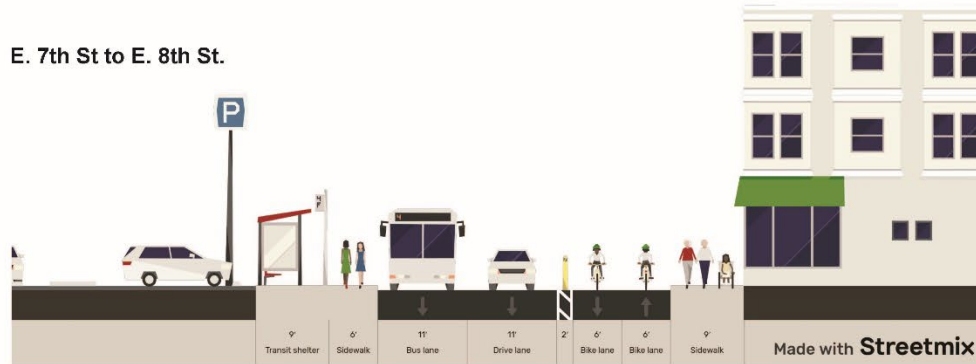 E. 7th St to E. 8th St.
P
4
9'
6'
11'
11'
2'
6'
6'
9'
Transit shelter
Sidewalk
Bus lane
Drive lane
Bike lane
Bike lane
Sidewalk
Made with Streetmix